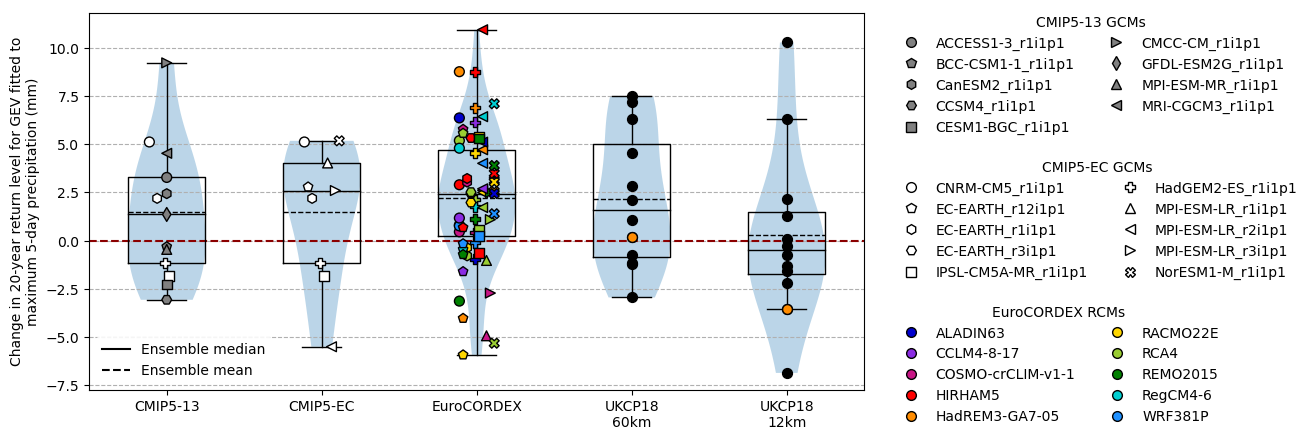 Change in 20-year return level for GEV fitted to
maximum 5-day precipitation (mm)
10.0
7.5
5.0
2.5
0.0
−2.5
−5.0
−7.5
Ensemble median
Ensemble mean
CMIP5-13
CMIP5-EC
EuroCORDEX
UKCP18
60km
UKCP18
12km
CMIP5-13 GCMs
ACCESS1-3_r1i1p1
BCC-CSM1-1_r1i1p1
CanESM2_r1i1p1
CCSM4_r1i1p1
CESM1-BGC_r1i1p1
CMCC-CM_r1i1p1
GFDL-ESM2G_r1i1p1
MPI-ESM-MR_r1i1p1
MRI-CGCM3_r1i1p1
CMIP5-EC GCMs
CNRM-CM5_r1i1p1
EC-EARTH_r12i1p1
EC-EARTH_r1i1p1
EC-EARTH_r3i1p1
IPSL-CM5A-MR_r1i1p1
HadGEM2-ES_r1i1p1
MPI-ESM-LR_r1i1p1
MPI-ESM-LR_r2i1p1
MPI-ESM-LR_r3i1p1
NorESM1-M_r1i1p1
EuroCORDEX RCMs
ALADIN63
CCLM4-8-17
COSMO-crCLIM-v1-1
HIRHAM5
HadREM3-GA7-05
RACMO22E
RCA4
REMO2015
RegCM4-6
WRF381P